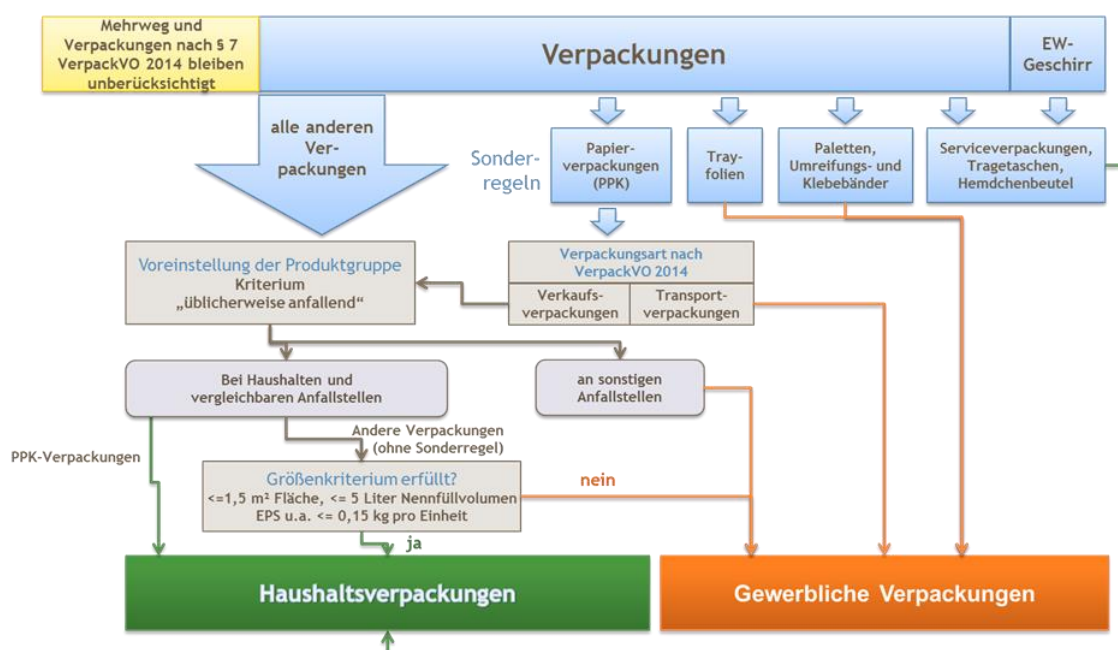 Mehrweg und
Verpackungen nach § 7
VerpackVO 2014 bleiben
unberücksichtigt
Verpackungen
EW-
Geschirr
alle anderen
Ver-
packungen
Sonder-
regeln
Papier-
verpackungen
(PPK)
Tray-
folien
Paletten,
Umreifungs- und
Klebebänder
Serviceverpackungen,
Tragetaschen,
Hemdchenbeutel
Voreinstellung der Produktgruppe
Kriterium
„üblicherweise anfallend“
Verpackungsart nach
VerpackVO 2014
Verkaufs-
verpackungen
Transport-
verpackungen
Bei Haushalten und
vergleichbaren Anfallstellen
an sonstigen
Anfallstellen
PPK-Verpackungen
Andere Verpackungen
(ohne Sonderregel)
Größenkriterium erfüllt?
<=1,5 m² Fläche, <= 5 Liter Nennfüllvolumen
EPS u.a. <= 0,15 kg pro Einheit
nein
ja
Haushaltsverpackungen
Gewerbliche Verpackungen